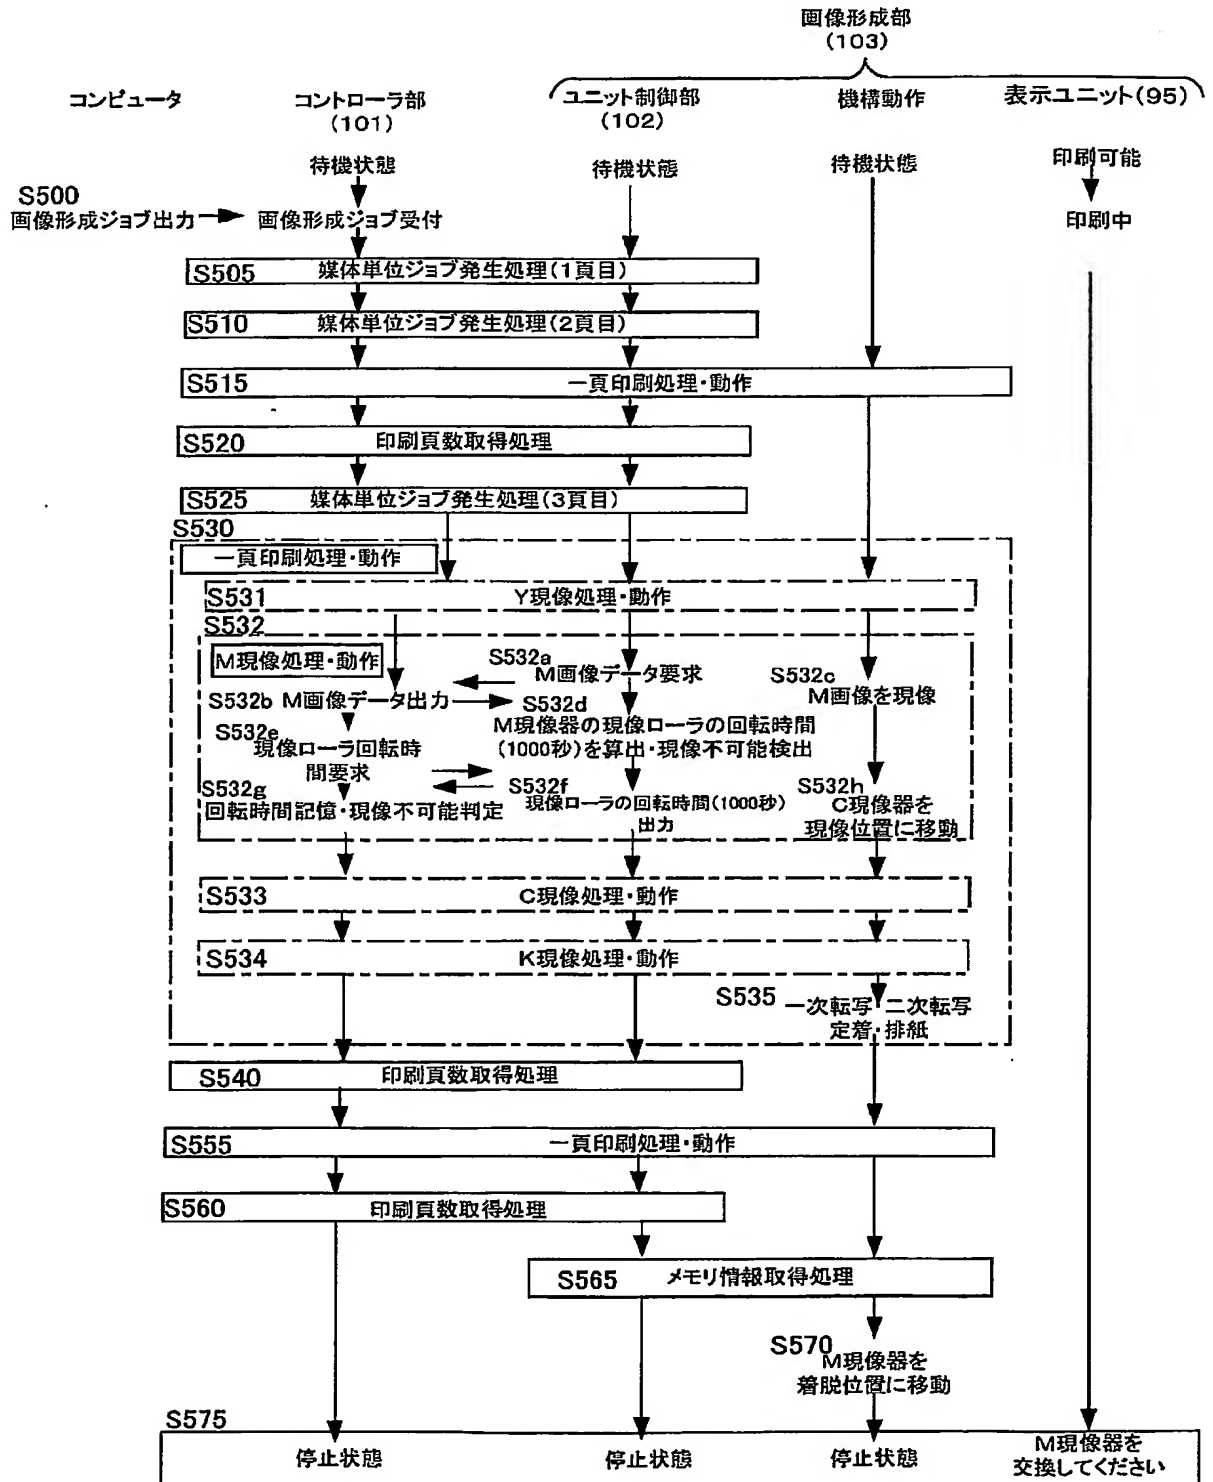 画像形成部
(103)
コンピュータ
コントローラ部
(101)
ユニット制御部
(102)
機構動作
表示ユニット(95)
待機状態
待機状態
待機状態
印刷可能
S500
画像形成ジョブ出力
画像形成ジョブ受付
印刷中
S505
媒体単位ジョブ発生処理(1頁目)
S510
媒体単位ジョブ発生処理(2頁目)
S515
一頁印刷処理・動作
S520
印刷頁数取得処理
S525
媒体単位ジョブ発生処理(3頁目)
S530
一頁印刷処理・動作
S531
Y現像処理・動作
S532
M現像処理・動作
S532a
M画像データ要求
S532c
M画像を現像
S532b
M画像データ出力
S532d
M現像器の現像ローラの回転時間
(1000秒)を算出・現像不可能検出
S532e
現像ローラ回転時
間要求
S532g
回転時間記憶・現像不可能判定
S532f
現像ローラの回転時間(1000秒)
出力
S532h
C現像器を
現像位置に移動
S533
C現像処理・動作
S534
K現像処理・動作
S535
一次転写・二次転写
定着・排紙
S540
印刷頁数取得処理
S555
一頁印刷処理・動作
S560
印刷頁数取得処理
S565
メモリ情報取得処理
S570
M現像器を
着脱位置に移動
S575
停止状態
停止状態
停止状態
M現像器を
交換してください